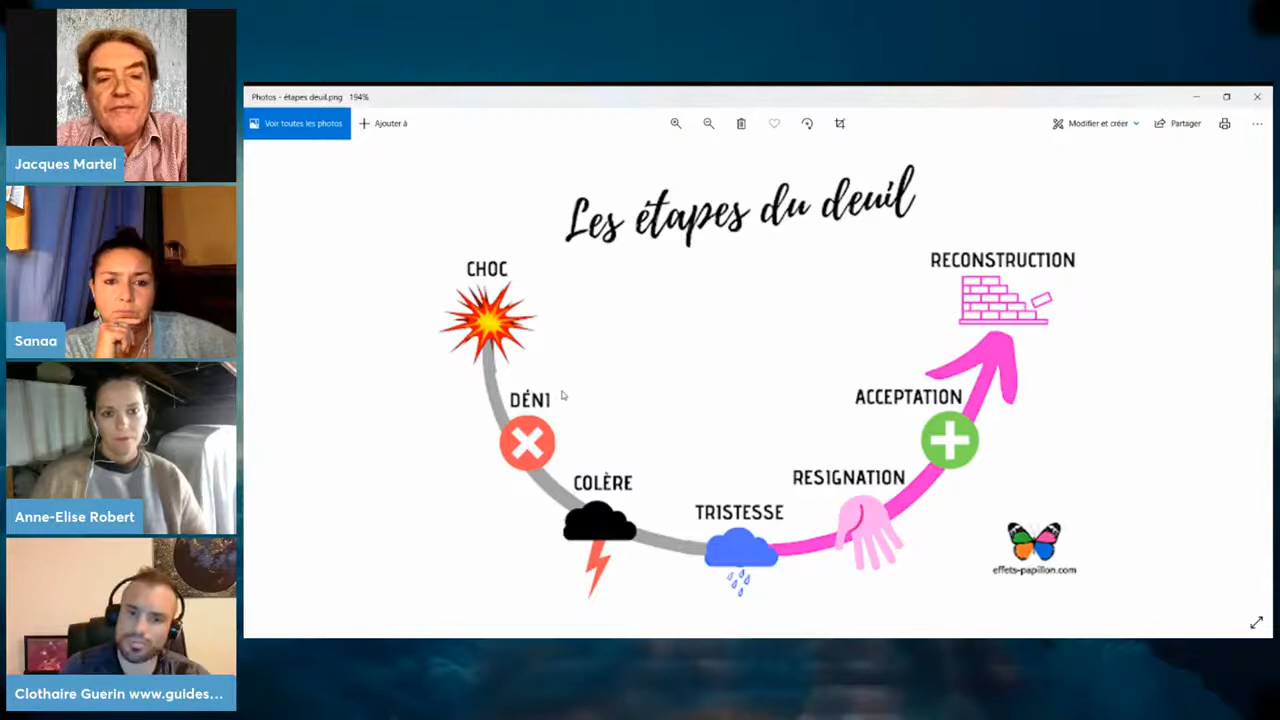 Jacques Martel
Sanaa
Anne-Elise Robert
Clothaire Guerin www.guides...
Photos - étapes deuil.png 194%
Voir toutes les photos
Ajouter à
Modifier et créer
Partager
Les étapes du deuil
CHOC
DÉNI
COLÈRE
TRISTESSE
RESIGNATION
ACCEPTATION
RECONSTRUCTION
effets-papillon.com